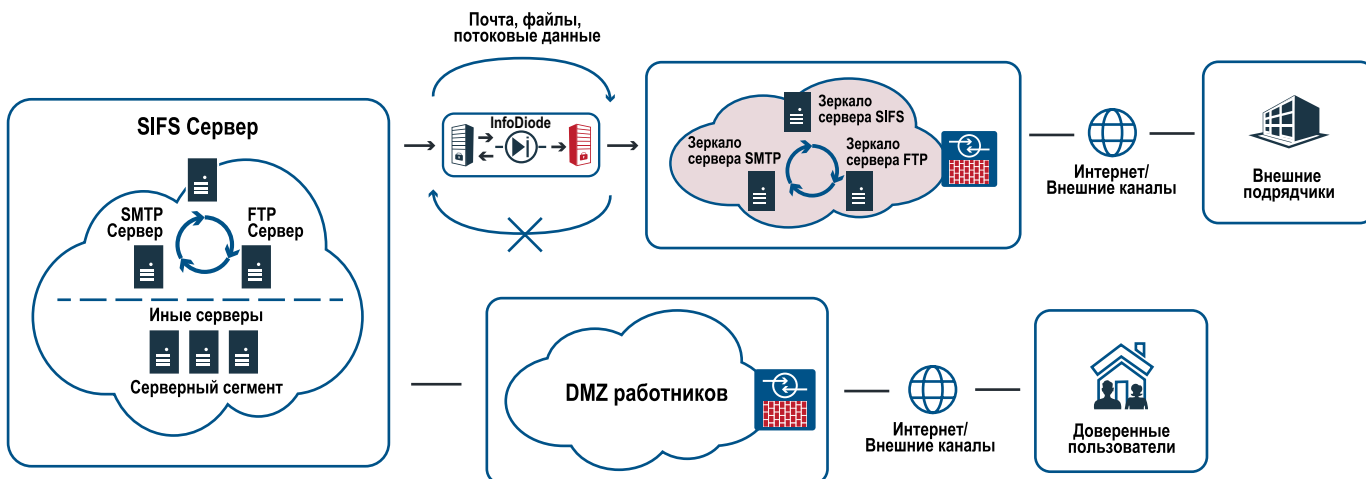 Почта, файлы,
потоковые данные
SIFS Сервер
SMTP
Сервер
FTP
Сервер
Иные серверы
Серверный сегмент
InfoDiode
Зеркало
сервера SIFS
Зеркало
сервера SMTP
Зеркало
сервера FTP
Интернет/
Внешние каналы
Внешние
подрядчики
DMZ работников
Интернет/
Внешние каналы
Доверенные
пользователи